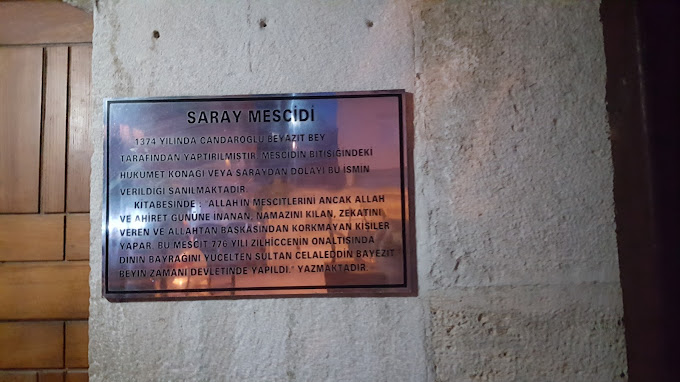 SARAY MESCİDİ
1374 YILINDA CANDAROĞLU BEYAZIT BEY
TARAFINDAN YAPTIRILMIŞTIR. MESCİDİN BİTİŞİĞİNDEKİ
HÜKÜMET KONAĞI VEYA SARAYDAN DOLAYI BU İSMİN
VERİLDİĞİ SANILMAKTADIR.
KİTABESİNDE : "ALLAH'IN MESCİTLERİNİ ANCAK ALLAH
VE AHİRET GÜNÜNE İNANAN, NAMAZINI KILAN, ZEKATINI
VEREN VE ALLAHTAN BAŞKASINDAN KORKMAYAN KİŞİLER
YAPAR. BU MESCİT 776 YILI ZİLHİCCENİN ONALTISINDA
DİNİN BAYRAĞINI YÜCELTEN SULTAN CELALEDDİN BAYEZİT
BEYİN ZAMANI DEVLETİNDE YAPILDI." YAZMAKTADIR.